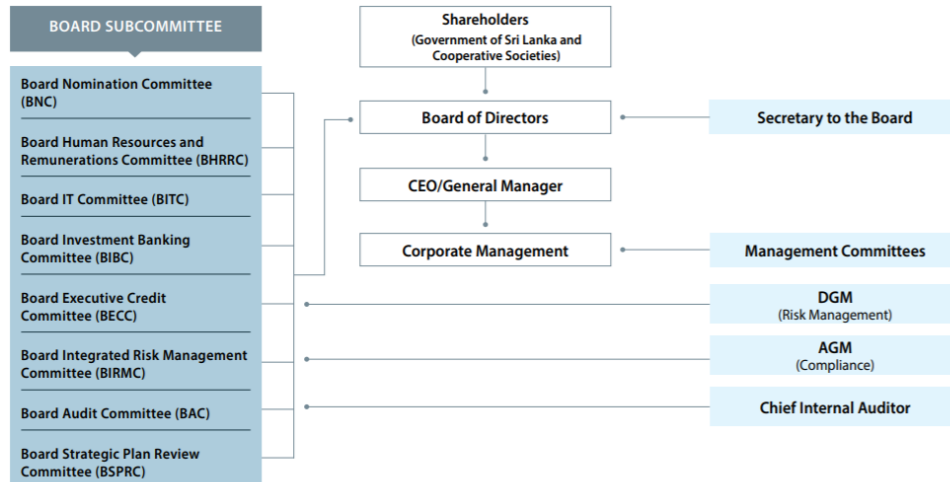 BOARD SUBCOMMITTEE
Board Nomination Committee
(BNC)
Board Human Resources and
Remunerations Committee (BHRRC)
Board IT Committee (BITC)
Board Investment Banking
Committee (BIBC)
Board Executive Credit
Committee (BECC)
Board Integrated Risk Management
Committee (BIRMC)
Board Audit Committee (BAC)
Board Strategic Plan Review
Committee (BSPRC)
Shareholders
(Government of Sri Lanka and
Cooperative Societies)
Board of Directors
CEO/General Manager
Corporate Management
Secretary to the Board
Management Committees
DGM
(Risk Management)
AGM
(Compliance)
Chief Internal Auditor